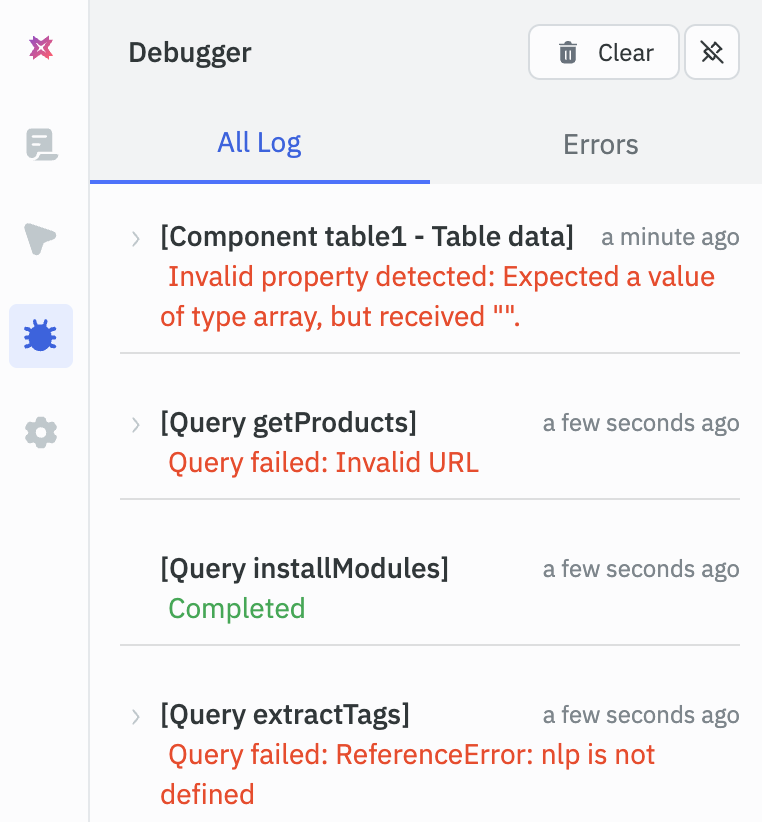 Debugger
Clear
All Log
Errors
[Component table1 - Table data]
a minute ago
Invalid property detected: Expected a value
of type array, but received "".
[Query getProducts]
a few seconds ago
Query failed: Invalid URL
[Query installModules]
a few seconds ago
Completed
[Query extractTags]
a few seconds ago
Query failed: ReferenceError: nlp is not
defined